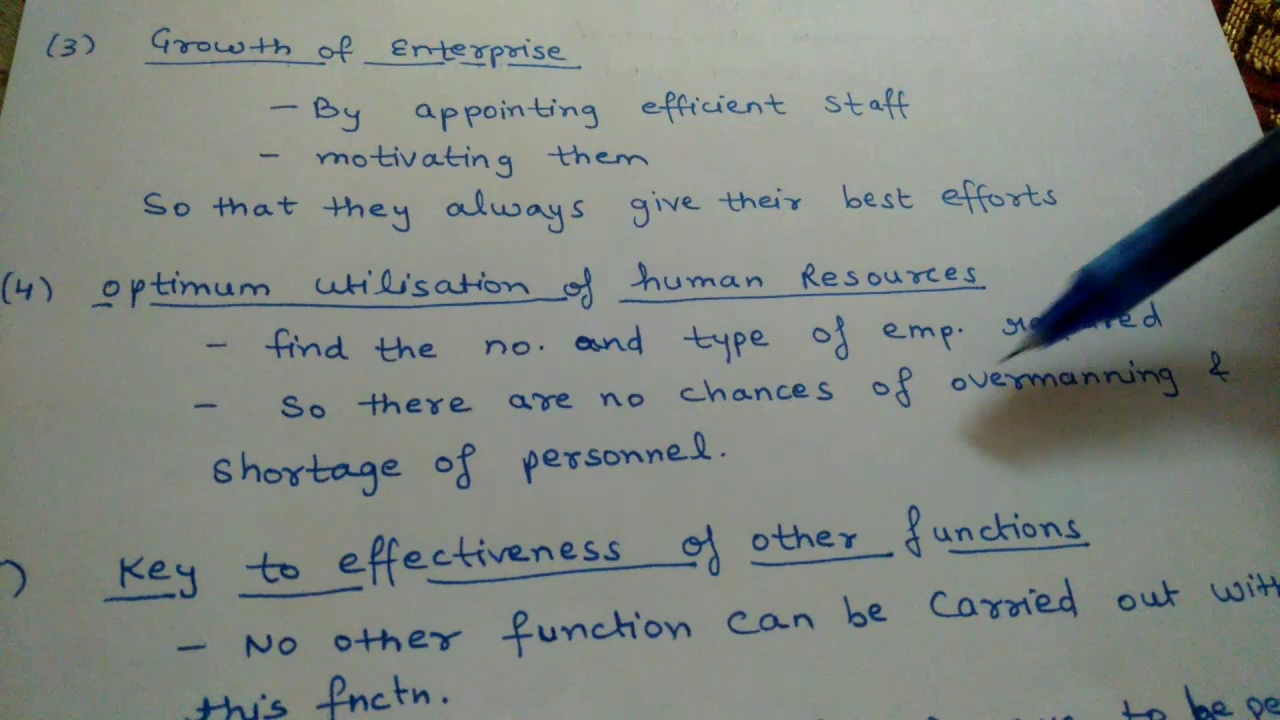 (3) Growth of Enterprise
- By appointing efficient staff
- motivating them
So that they always give their best efforts
(4) optimum utilisation of human Resources
- find the no. and type of emp.
- So there are no chances of overmanning &
shortage of personnel.
) Key to effectiveness of other functions
- No other function can be carried out
this fnctn.
to be